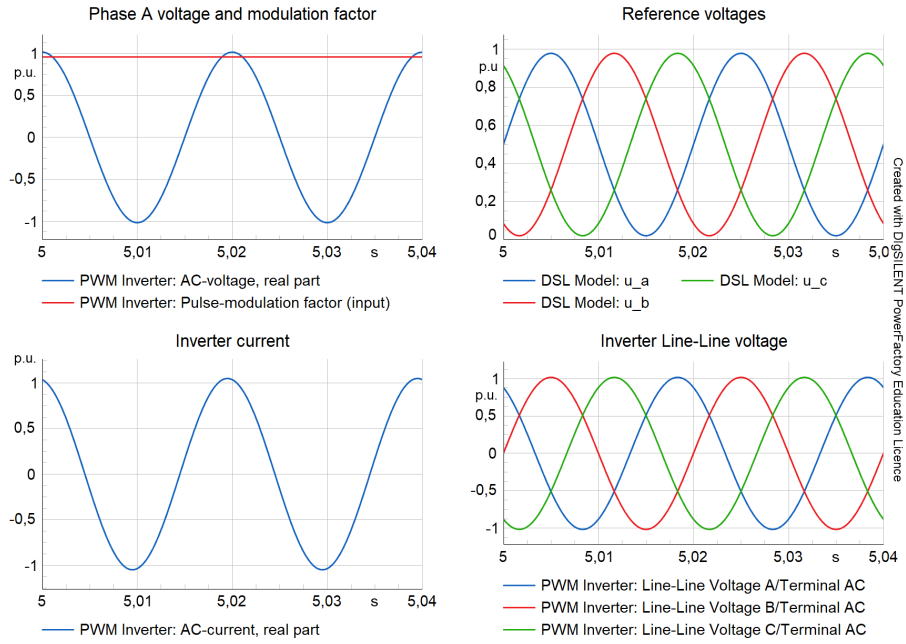 Phase A voltage and modulation factor
1
p.u.
0,5
0
-0,5
-1
5 5,01 5,02 5,03 s 5,04
PWM Inverter: AC-voltage, real part
PWM Inverter: Pulse-modulation factor (input)
Reference voltages
1
p.u
0.8
0,6
0,4
0,2
0
5 5,01 5,02 5,03 s 5,04
DSL Model: u_a DSL Model: u_c
DSL Model: u_b
Inverter current
p.u.
1
0,5
0
-0,5
-1
5 5,01 5,02 5,03 s 5,04
PWM Inverter: AC-current, real part
Inverter Line-Line voltage
1
p.u.
0,5
0
-0,5
-1
5 5,01 5,02 5,03 s 5,04
PWM Inverter: Line-Line Voltage A/Terminal AC
PWM Inverter: Line-Line Voltage B/Terminal AC
PWM Inverter: Line-Line Voltage C/Terminal AC
Created with DIgSILENT PowerFactory Education Licence